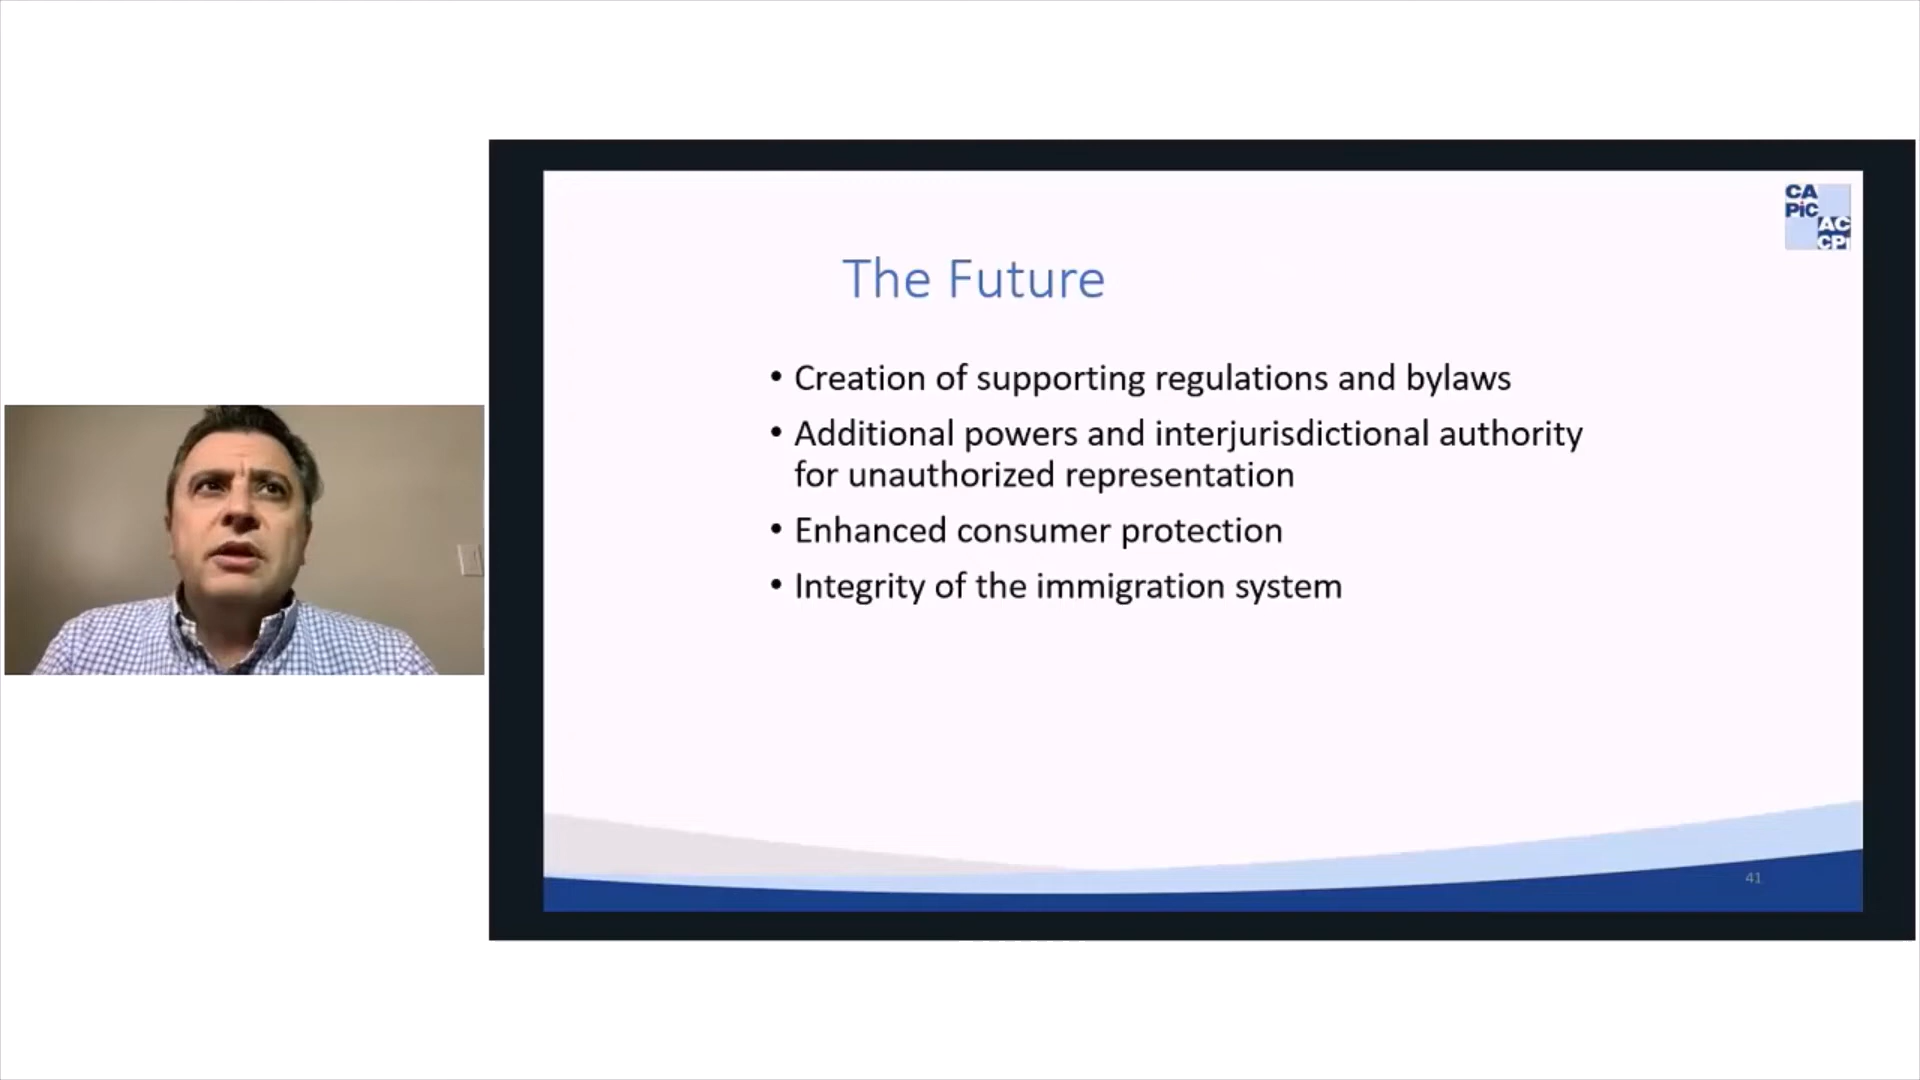 CA
PiC
AC
CPi
The Future
• Creation of supporting regulations and bylaws
• Additional powers and interjurisdictional authority
for unauthorized representation
• Enhanced consumer protection
• Integrity of the immigration system
41